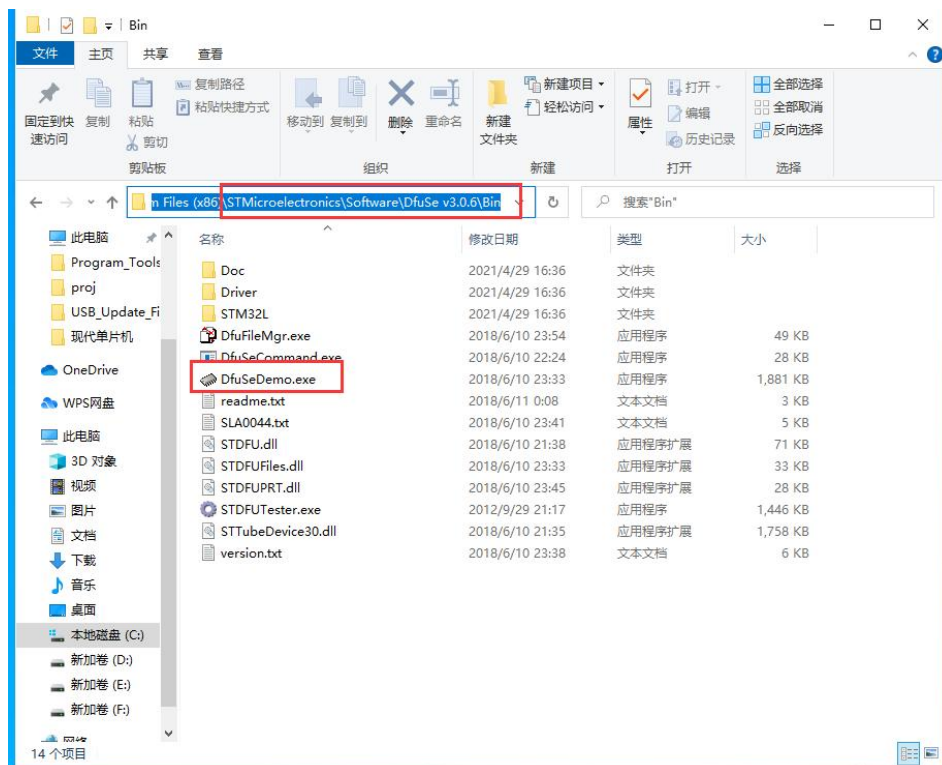 Bin
文件 主页 共享 查看
固定到快速访问
复制
粘贴
复制路径
粘贴快捷方式
剪切
剪贴板
移动到
复制到
删除
重命名
组织
新建文件夹
新建项目
轻松访问
新建
属性
打开
编辑
历史记录
打开
全部选择
全部取消
反向选择
选择
n Files (x86)\STMicroelectronics\Software\DfuSe v3.0.6\Bin
搜索"Bin"
此电脑
Program_Tools
proj
USB_Update_Fi
现代单片机
OneDrive
WPS网盘
此电脑
3D 对象
视频
图片
文档
下载
音乐
桌面
本地磁盘 (C:)
新加卷 (D:)
新加卷 (E:)
新加卷 (F:)
网络
名称 修改日期 类型 大小
Doc 2021/4/29 16:36 文件夹
Driver 2021/4/29 16:36 文件夹
STM32L 2021/4/29 16:36 文件夹
DfuFileMgr.exe 2018/6/10 23:54 应用程序 49 KB
DfuSeCommand.exe 2018/6/10 22:24 应用程序 28 KB
DfuSeDemo.exe 2018/6/10 23:33 应用程序 1,881 KB
readme.txt 2018/6/11 0:08 文本文档 3 KB
SLA0044.txt 2018/6/10 23:41 文本文档 5 KB
STDFU.dll 2018/6/10 21:38 应用程序扩展 71 KB
STDFUFiles.dll 2018/6/10 23:33 应用程序扩展 33 KB
STDFUPRT.dll 2018/6/10 23:45 应用程序扩展 28 KB
STDFUTester.exe 2012/9/29 21:17 应用程序 1,446 KB
STTubeDevice30.dll 2018/6/10 21:35 应用程序扩展 1,758 KB
version.txt 2018/6/10 23:38 文本文档 6 KB
14 个项目